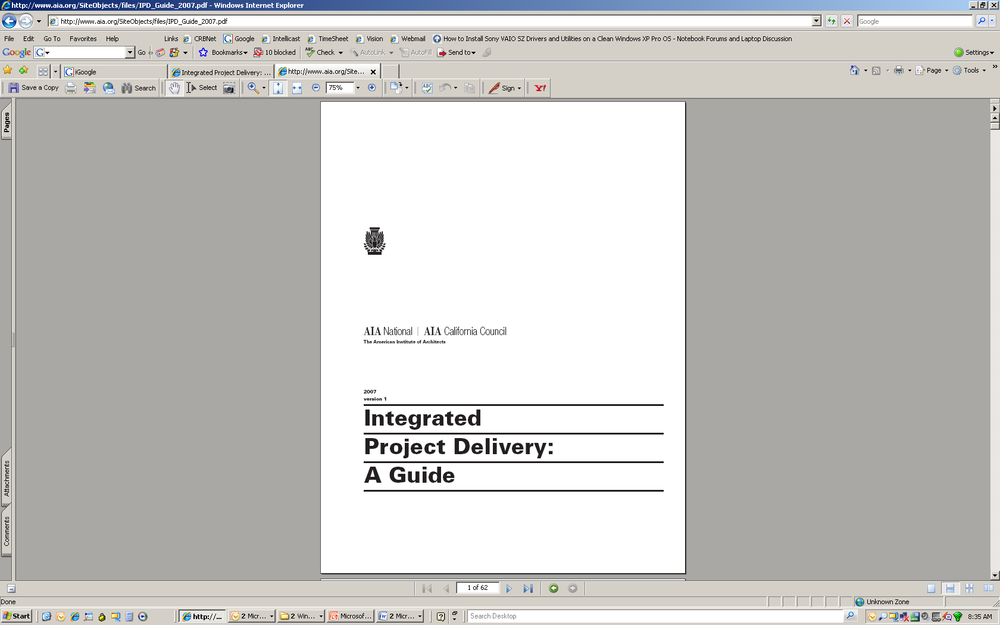 http://www.aia.org/SiteObjects/files/IPD_Guide_2007.pdf - Windows Internet Explorer
http://www.aia.org/SiteObjects/files/IPD_Guide_2007.pdf
Google
File Edit Go To Favorites Help Links CRBNet Google Intellicast TimeSheet Vision Webmail How to Install Sony VAIO SZ Drivers and Utilities on a Clean Windows XP Pro OS - Notebook Forums and Laptop Discussion
Google G Go Bookmarks 10 blocked ABC Check AutoLink AutoFill Send to Settings
G iGoogle Integrated Project Delivery: ... http://www.aia.org/Site... Page Tools
Save a Copy Search Select 75% ABC Sign Y!
Pages
AIA National | AIA California Council
The American Institute of Architects
2007
version 1
Integrated
Project Delivery:
A Guide
Attachments
Comments
1 of 62
Done Unknown Zone
Start http://... 2 Micr... 2 Win... Microsof... 2 Micr... Search Desktop 8:35 AM